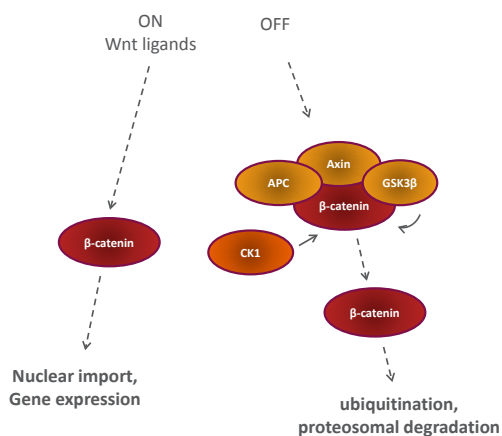 ON
Wnt ligands
OFF
Axin
APC
GSK3β
β-catenin
β-catenin
CK1
β-catenin
Nuclear import,
Gene expression
ubiquitination,
proteosomal degradation